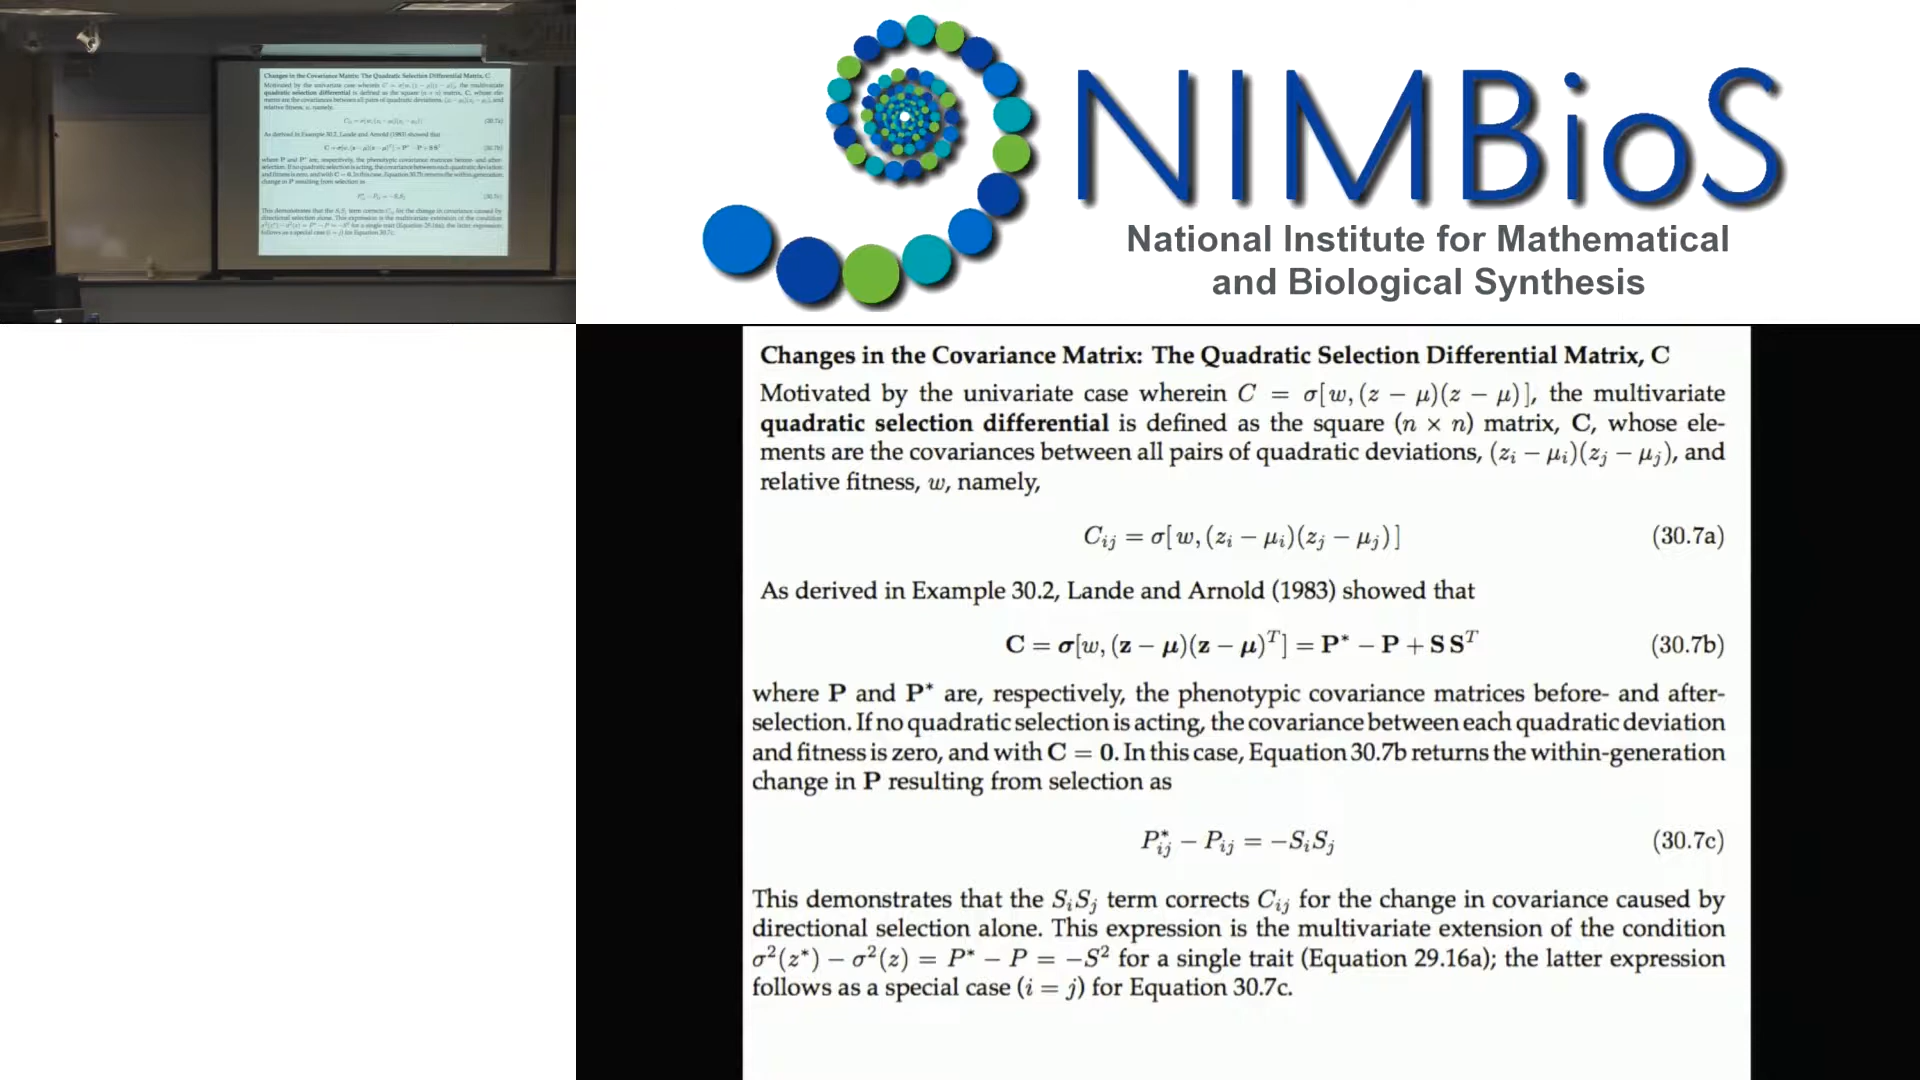 NIMBioS
National Institute for Mathematical
and Biological Synthesis
Changes in the Covariance Matrix: The Quadratic Selection Differential Matrix, C
Motivated by the univariate case wherein C = σ[w, (z − μ)(z − μ)], the multivariate
quadratic selection differential is defined as the square (n × n) matrix, C, whose ele-
ments are the covariances between all pairs of quadratic deviations, (zᵢ − μᵢ)(zⱼ − μⱼ), and
relative fitness, w, namely,
Cᵢⱼ = σ[w, (zᵢ − μᵢ)(zⱼ − μⱼ)] (30.7a)
As derived in Example 30.2, Lande and Arnold (1983) showed that
C = σ[w, (z − μ)(z − μ)ᵀ] = P* − P + S Sᵀ (30.7b)
where P and P* are, respectively, the phenotypic covariance matrices before- and after-
selection. If no quadratic selection is acting, the covariance between each quadratic deviation
and fitness is zero, and with C = 0. In this case, Equation 30.7b returns the within-generation
change in P resulting from selection as
P*ᵢⱼ − Pᵢⱼ = −SᵢSⱼ (30.7c)
This demonstrates that the SᵢSⱼ term corrects Cᵢⱼ for the change in covariance caused by
directional selection alone. This expression is the multivariate extension of the condition
σ²(z*) − σ²(z) = P* − P = −S² for a single trait (Equation 29.16a); the latter expression
follows as a special case (i = j) for Equation 30.7c.